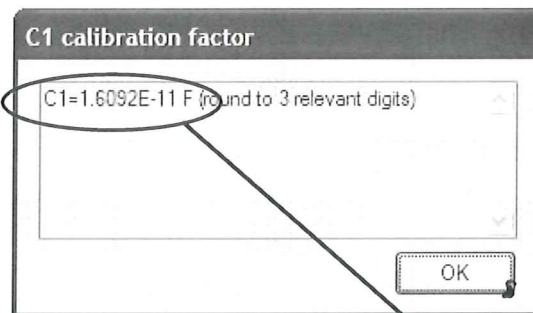 C1 calibration factor
C1=1.6092E-11 F (round to 3 relevant digits)
OK